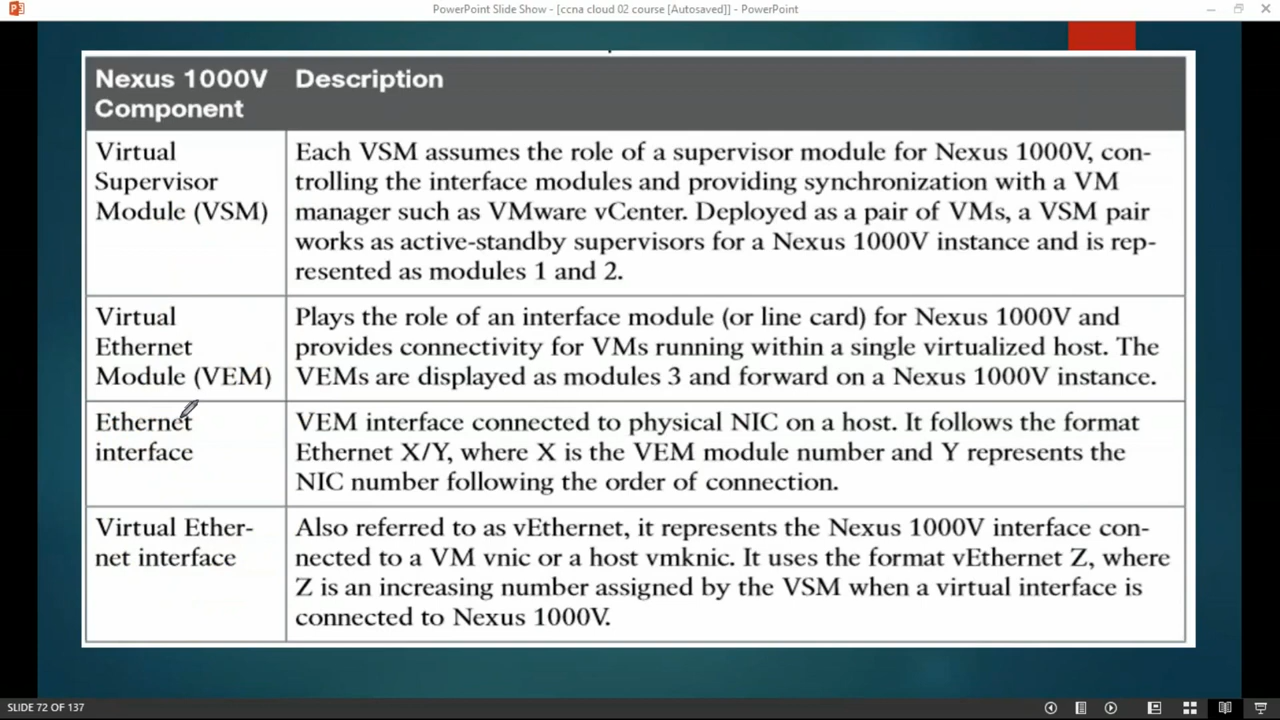 PowerPoint Slide Show - [ccna cloud 02 course [Autosaved]] - PowerPoint
Nexus 1000V
Component
Description
Virtual
Supervisor
Module (VSM)
Each VSM assumes the role of a supervisor module for Nexus 1000V, con-
trolling the interface modules and providing synchronization with a VM
manager such as VMware vCenter. Deployed as a pair of VMs, a VSM pair
works as active-standby supervisors for a Nexus 1000V instance and is rep-
resented as modules 1 and 2.
Virtual
Ethernet
Module (VEM)
Plays the role of an interface module (or line card) for Nexus 1000V and
provides connectivity for VMs running within a single virtualized host. The
VEMs are displayed as modules 3 and forward on a Nexus 1000V instance.
Ethernet
interface
VEM interface connected to physical NIC on a host. It follows the format
Ethernet X/Y, where X is the VEM module number and Y represents the
NIC number following the order of connection.
Virtual Ether-
net interface
Also referred to as vEthernet, it represents the Nexus 1000V interface con-
nected to a VM vnic or a host vmknic. It uses the format vEthernet Z, where
Z is an increasing number assigned by the VSM when a virtual interface is
connected to Nexus 1000V.
SLIDE 72 OF 137